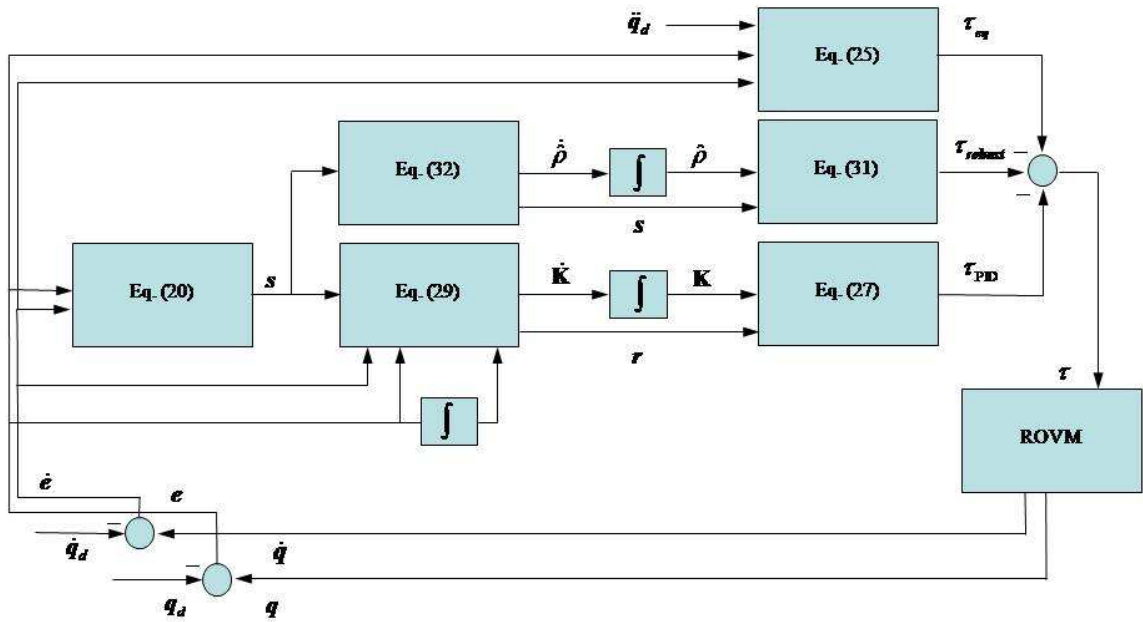 q̈_d
Eq. (25)
τ_eq
Eq. (32)
ρ̂̇
∫
ρ̂
Eq. (31)
τ_robust
−
−
s
Eq. (20)
s
Eq. (29)
K̇
∫
K
Eq. (27)
τ_PID
r
τ
∫
ROVM
ė
e
−
q̇_d
q̇
−
q_d
q